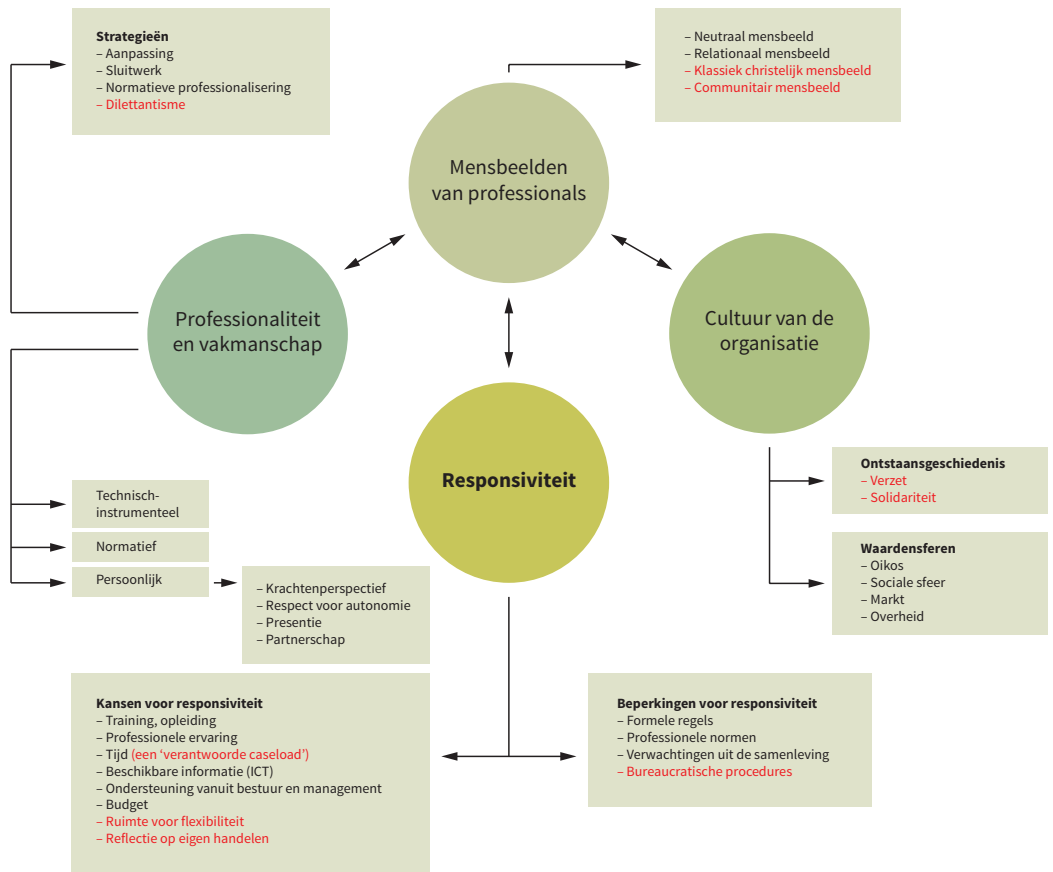 Strategieën
– Aanpassing
– Sluitwerk
– Normatieve professionalisering
– Dilettantisme
– Neutraal mensbeeld
– Relationaal mensbeeld
– Klassiek christelijk mensbeeld
– Communitair mensbeeld
Mensbeelden
van professionals
Professionaliteit
en vakmanschap
Cultuur van de
organisatie
Responsiviteit
Ontstaansgeschiedenis
– Verzet
– Solidariteit
Waardensferen
– Oikos
– Sociale sfeer
– Markt
– Overheid
Technisch-
instrumenteel
Normatief
Persoonlijk
– Krachtenperspectief
– Respect voor autonomie
– Presentie
– Partnerschap
Kansen voor responsiviteit
– Training, opleiding
– Professionele ervaring
– Tijd (een ‘verantwoorde caseload’)
– Beschikbare informatie (ICT)
– Ondersteuning vanuit bestuur en management
– Budget
– Ruimte voor flexibiliteit
– Reflectie op eigen handelen
Beperkingen voor responsiviteit
– Formele regels
– Professionele normen
– Verwachtingen uit de samenleving
– Bureaucratische procedures